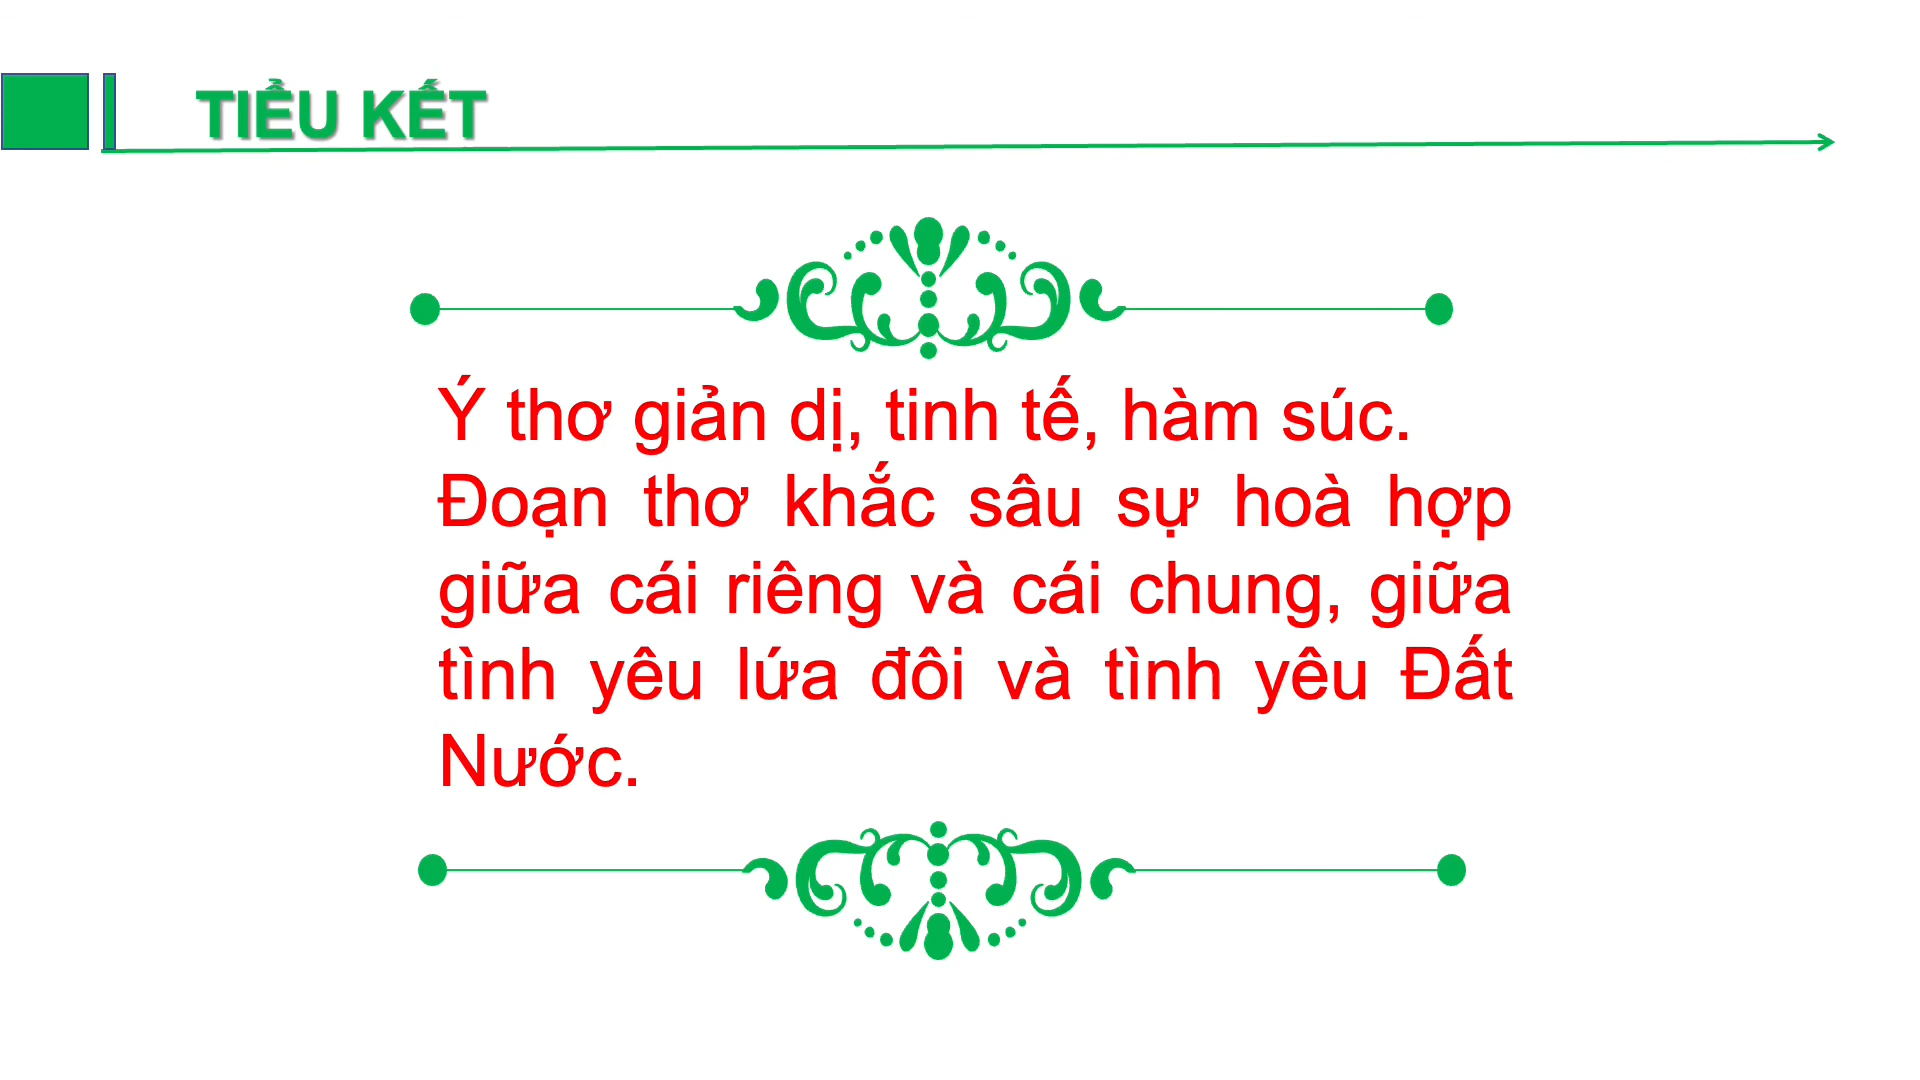 TIỂU KẾT
Ý thơ giản dị, tinh tế, hàm súc.
Đoạn thơ khắc sâu sự hoà hợp
giữa cái riêng và cái chung, giữa
tình yêu lứa đôi và tình yêu Đất
Nước.